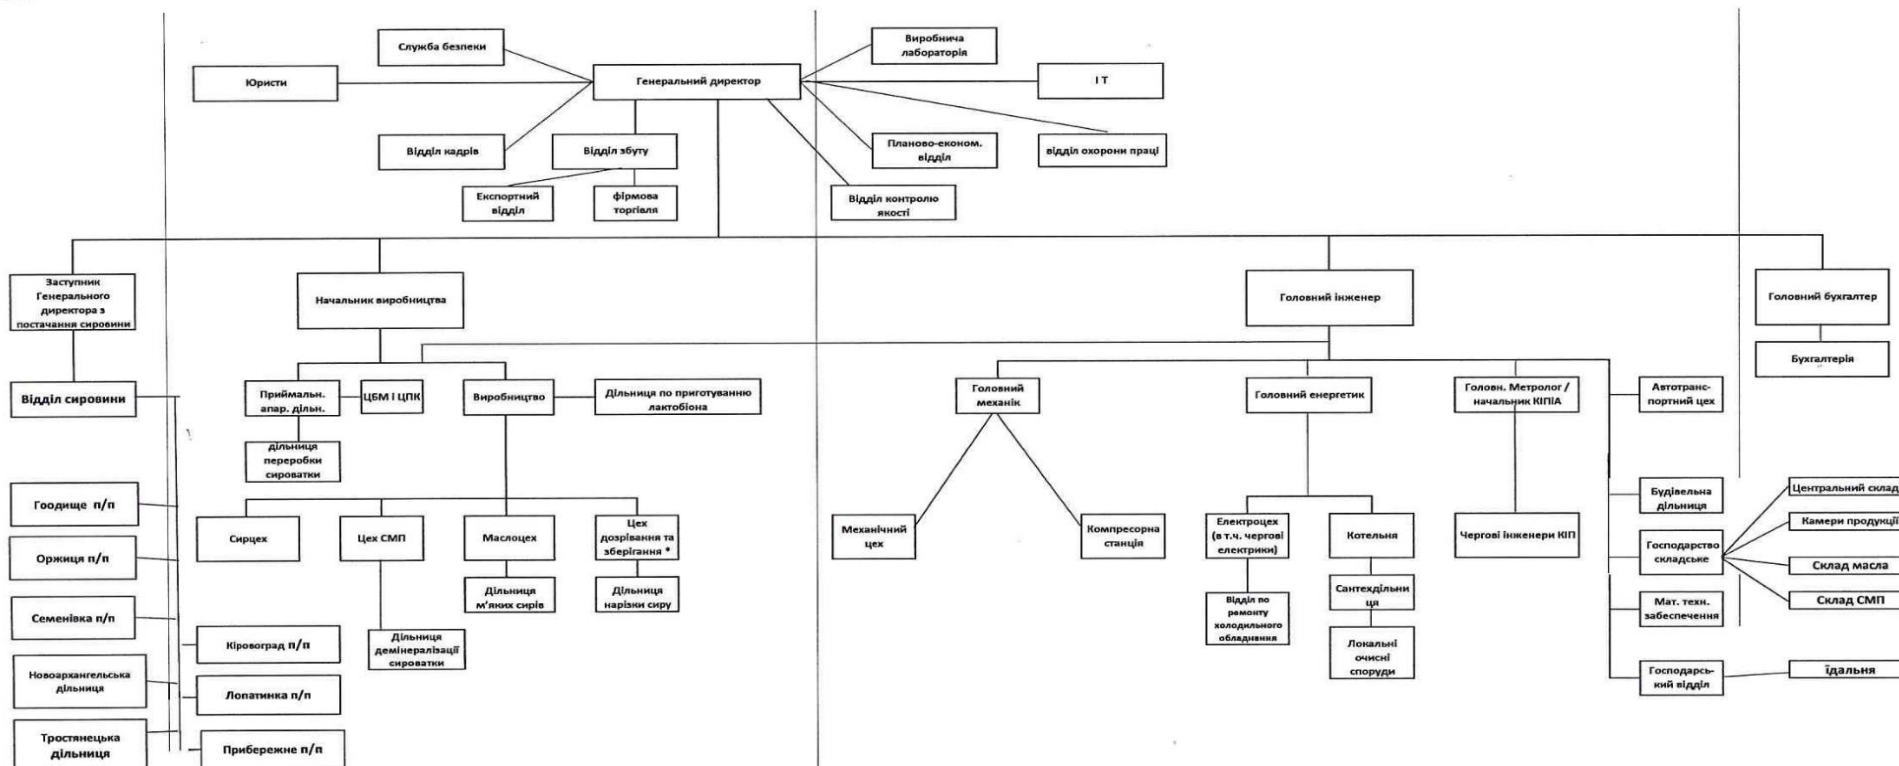 Служба безпеки
Виробнича
лабораторія
Юристи
Генеральний директор
І Т
Відділ кадрів
Відділ збуту
Планово-економ.
відділ
відділ охорони праці
Експортний
відділ
фірмова
торгівля
Відділ контролю
якості
Заступник
Генерального
директора з
постачання сировини
Начальник виробництва
Головний інженер
Головний бухгалтер
Бухгалтерія
Відділ сировини
Приймальн.
апар. дільн.
ЦБМ і ЦПК
Виробництво
Дільниця по приготуванню
лактобіона
Головний
механік
Головний енергетик
Головн. Метролог /
начальник КІПіА
Автотранс-
портний цех
дільниця
переробки
сироватки
Гоодище п/п
Оржиця п/п
Семенівка п/п
Новоархангельська
дільниця
Тростянецька
дільниця
Кіровоград п/п
Лопатинка п/п
Прибережне п/п
Сирцех
Цех СМП
Маслоцех
Цех
дозрівання та
зберігання *
Дільниця
м'яких сирів
Дільниця
нарізки сиру
Дільниця
демінералізації
сироватки
Механічний
цех
Компресорна
станція
Електроцех
(в т.ч. чергові
електрики)
Котельня
Чергові інженери КІП
Відділ по
ремонту
холодильного
обладнання
Сантехдільни
ця
Локальні
очисні
споруди
Будівельна
дільниця
Господарство
складське
Мат. техн.
забеспечення
Господарсь-
кий відділ
Центральний склад
Камери продукції
Склад масла
Склад СМП
їдальня